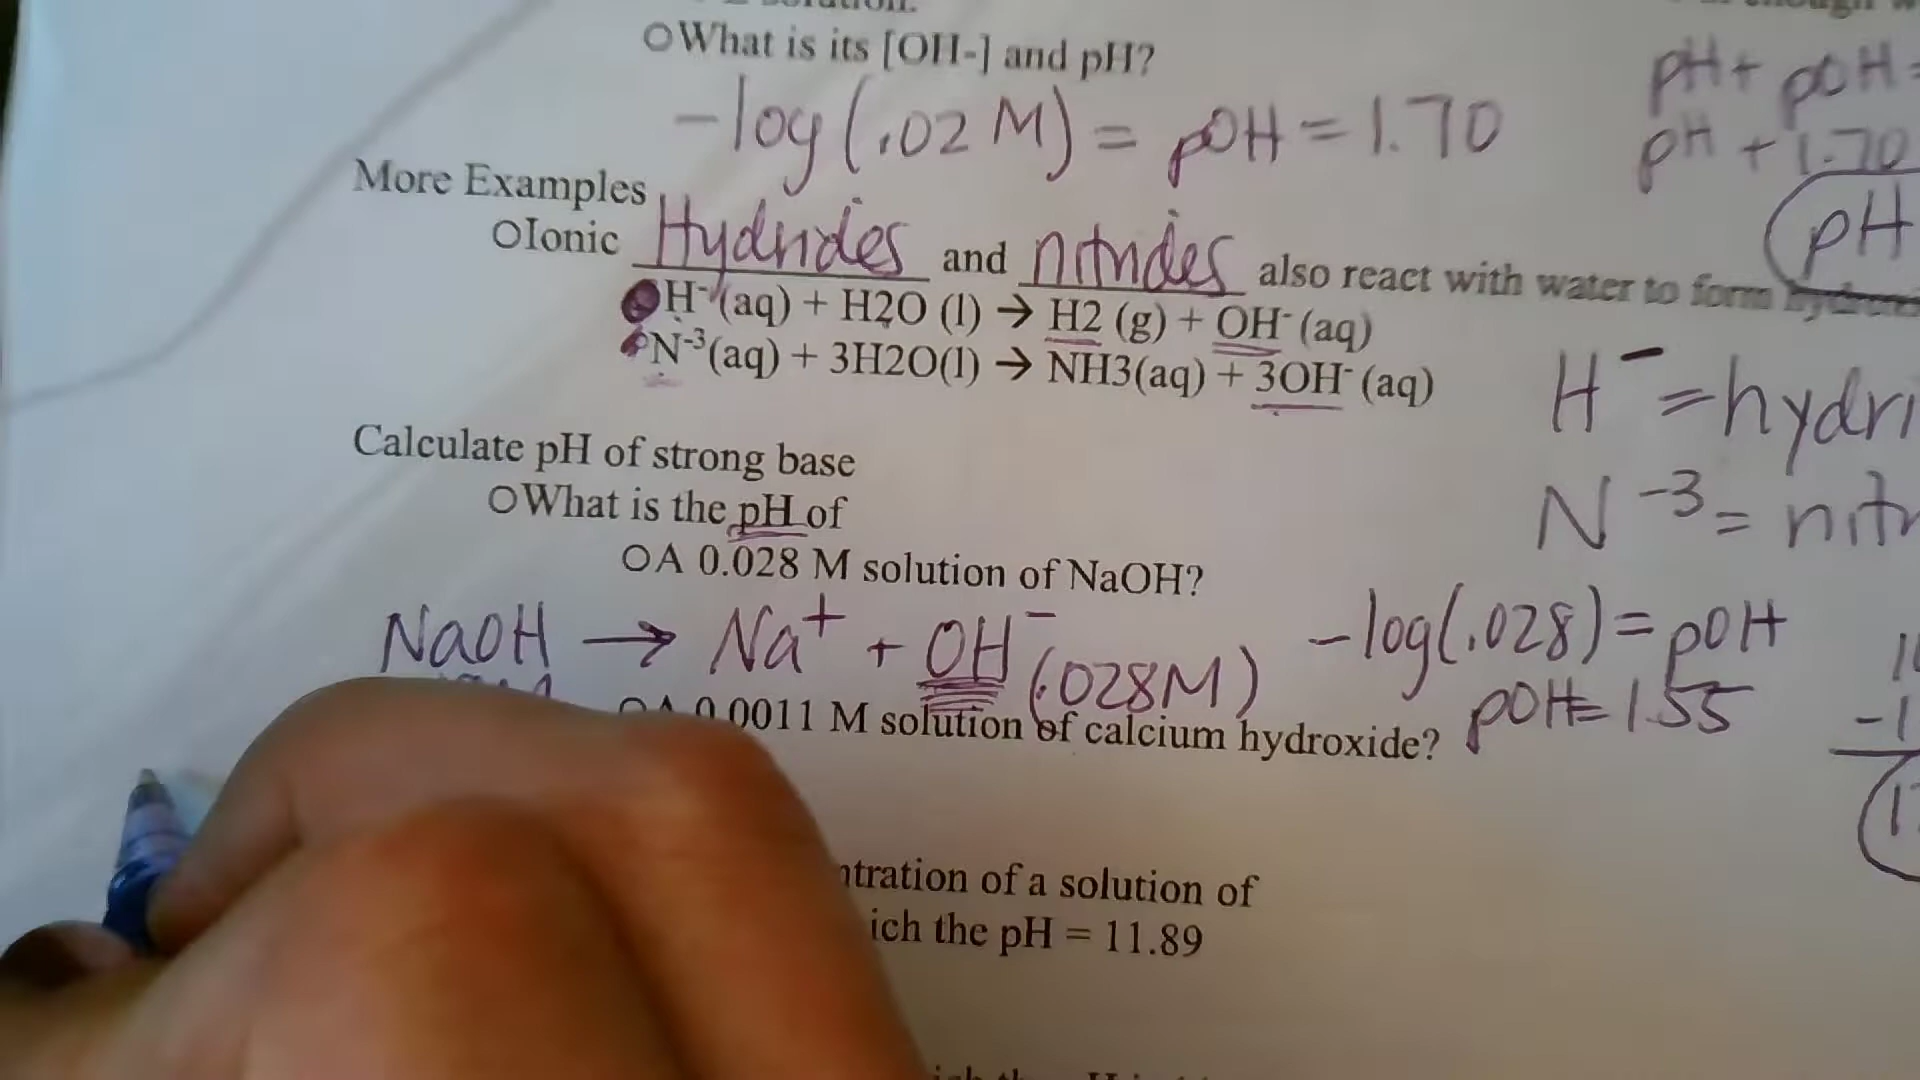 solution.
○What is its [OH-] and pH?
-log(.02 M) = pOH = 1.70
pH + pOH =
pH + 1.70
pH
More Examples
○Ionic Hydrides and nitrides also react with water to form
H⁻(aq) + H2O (l) → H2 (g) + OH⁻ (aq)
N⁻³(aq) + 3H2O(l) → NH3(aq) + 3OH⁻ (aq)
H⁻ = hydri
N⁻³ = nitr
Calculate pH of strong base
○What is the pH of
○A 0.028 M solution of NaOH?
NaOH → Na⁺ + OH⁻ (.028M)
-log(.028) = pOH
pOH = 1.55
-1
○A 0.0011 M solution of calcium hydroxide?
ntration of a solution of
ich the pH = 11.89